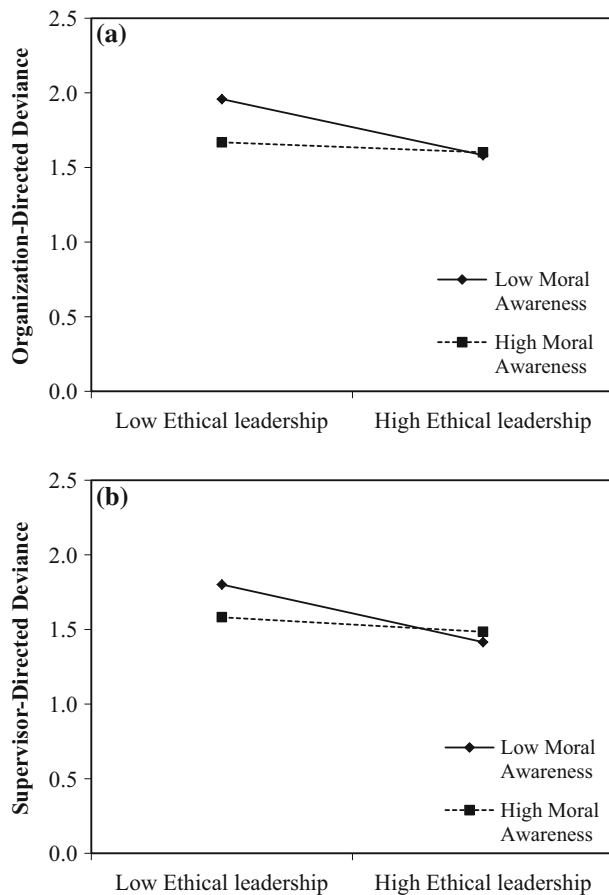 (a)
Organization-Directed Deviance
2.5
2.0
1.5
1.0
0.5
0.0
Low Moral
Awareness
High Moral
Awareness
Low Ethical leadership
High Ethical leadership
(b)
Supervisor-Directed Deviance
2.5
2.0
1.5
1.0
0.5
0.0
Low Moral
Awareness
High Moral
Awareness
Low Ethical leadership
High Ethical leadership